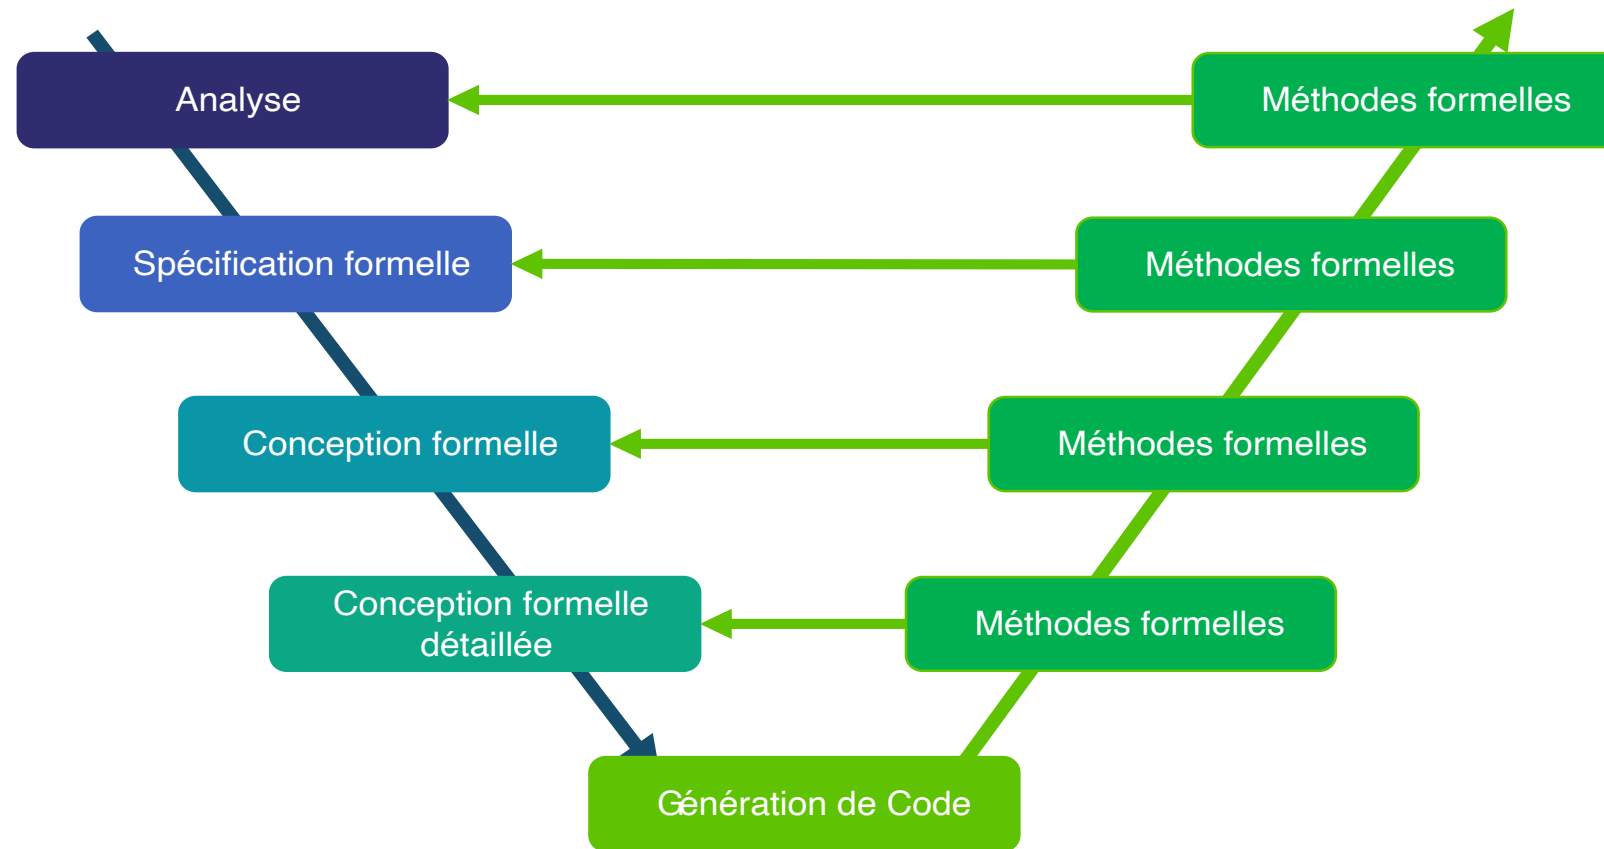 Analyse
Méthodes formelles
Spécification formelle
Méthodes formelles
Conception formelle
Méthodes formelles
Conception formelle
détaillée
Méthodes formelles
Génération de Code